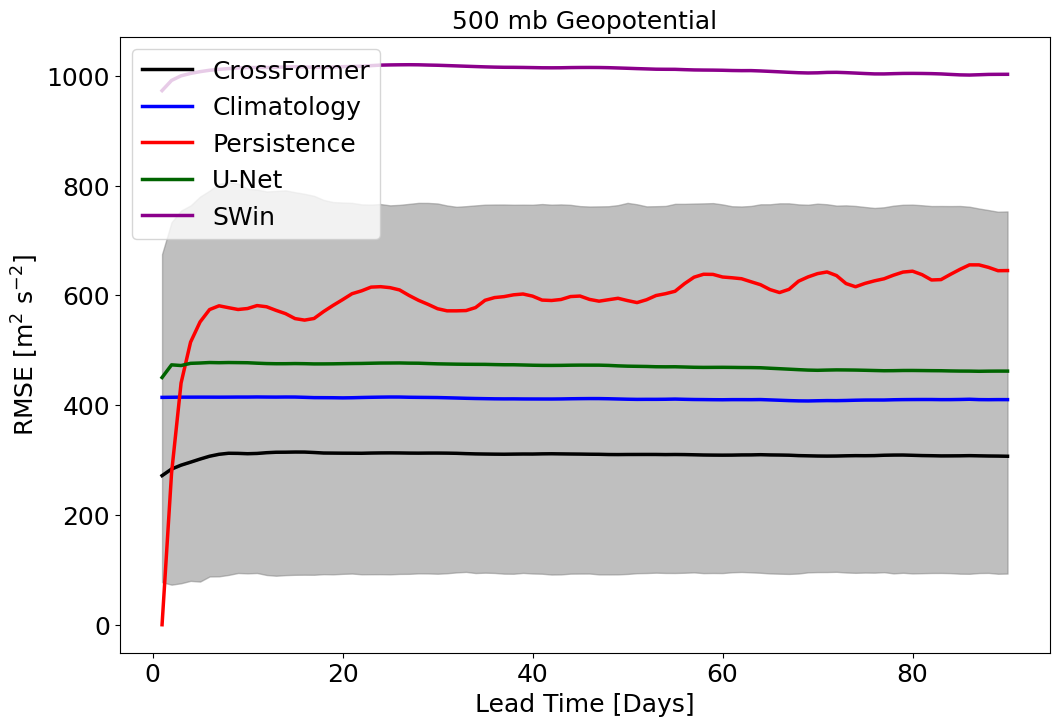 500 mb Geopotential
CrossFormer
Climatology
Persistence
U-Net
SWin
1000
800
600
400
200
0
RMSE [m² s⁻²]
0 20 40 60 80
Lead Time [Days]